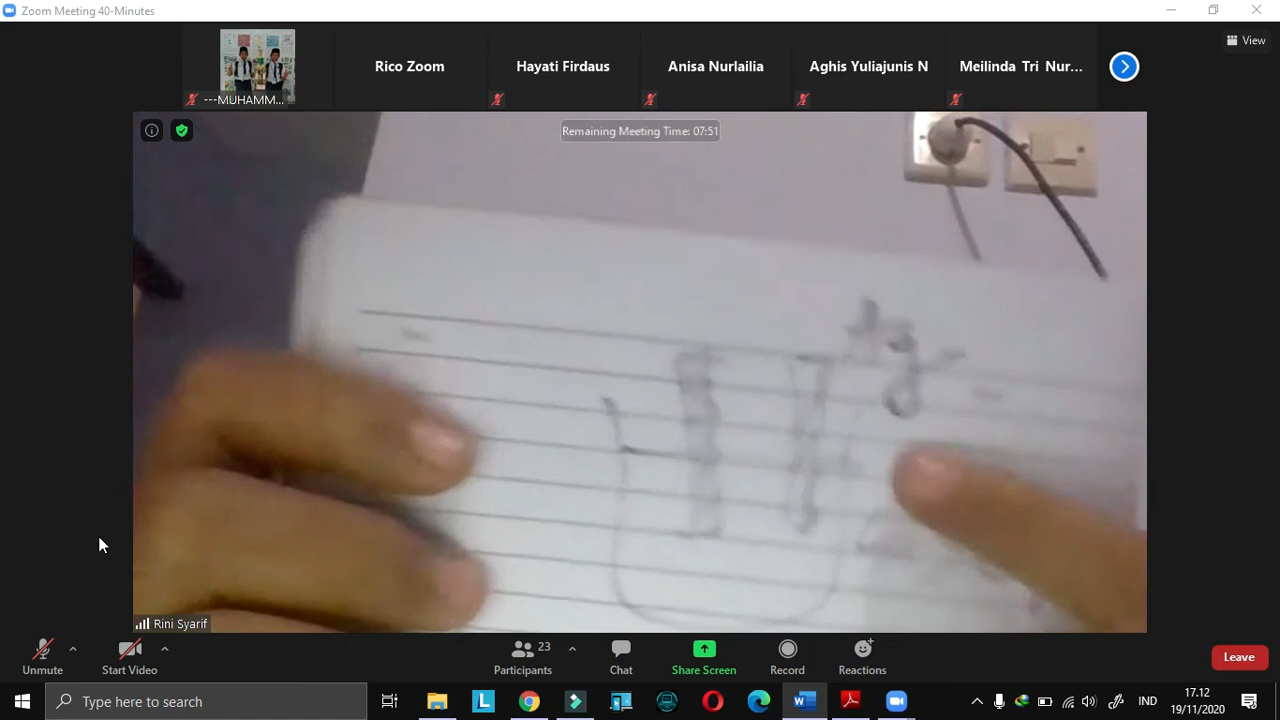 Zoom Meeting 40-Minutes
View
---MUHAMM...
Rico Zoom
Hayati Firdaus
Anisa Nurlailia
Aghis Yuliajunis N
Meilinda Tri Nur...
Remaining Meeting Time: 07:51
Rini Syarif
Unmute
Start Video
Participants
23
Chat
Share Screen
Record
Reactions
Leave
Type here to search
IND
17.12
19/11/2020